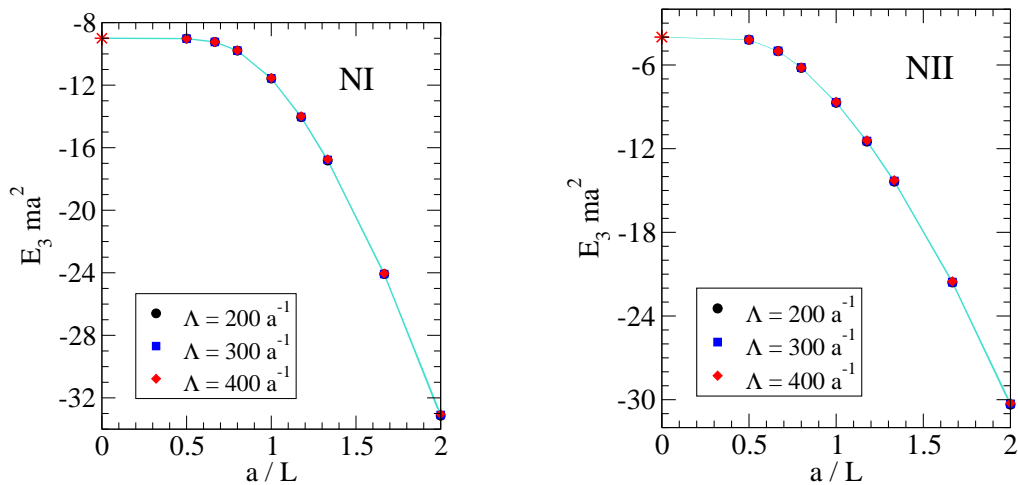 -8
-12
-16
-20
-24
-28
-32
E₃ ma²
NI
Λ = 200 a⁻¹
Λ = 300 a⁻¹
Λ = 400 a⁻¹
0 0.5 1 1.5 2
a / L
-6
-12
-18
-24
-30
E₃ ma²
NII
Λ = 200 a⁻¹
Λ = 300 a⁻¹
Λ = 400 a⁻¹
0 0.5 1 1.5 2
a / L